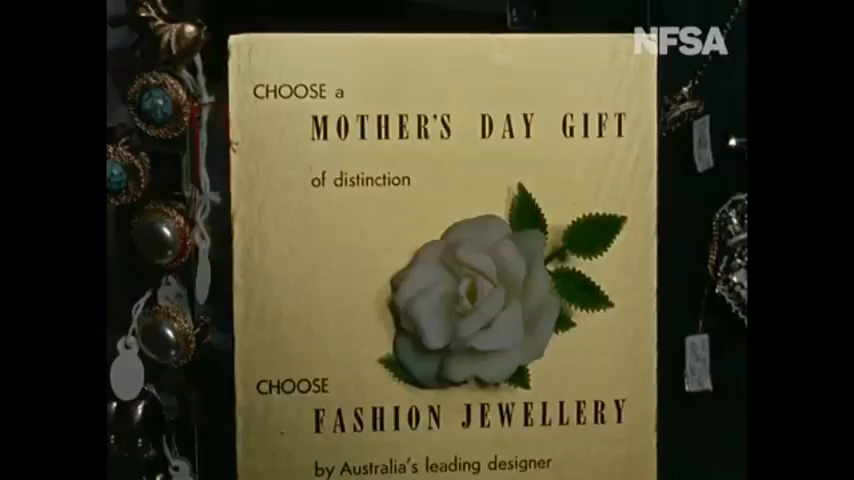 NFSA
CHOOSE a
MOTHER'S DAY GIFT
of distinction
CHOOSE
FASHION JEWELLERY
by Australia's leading designer